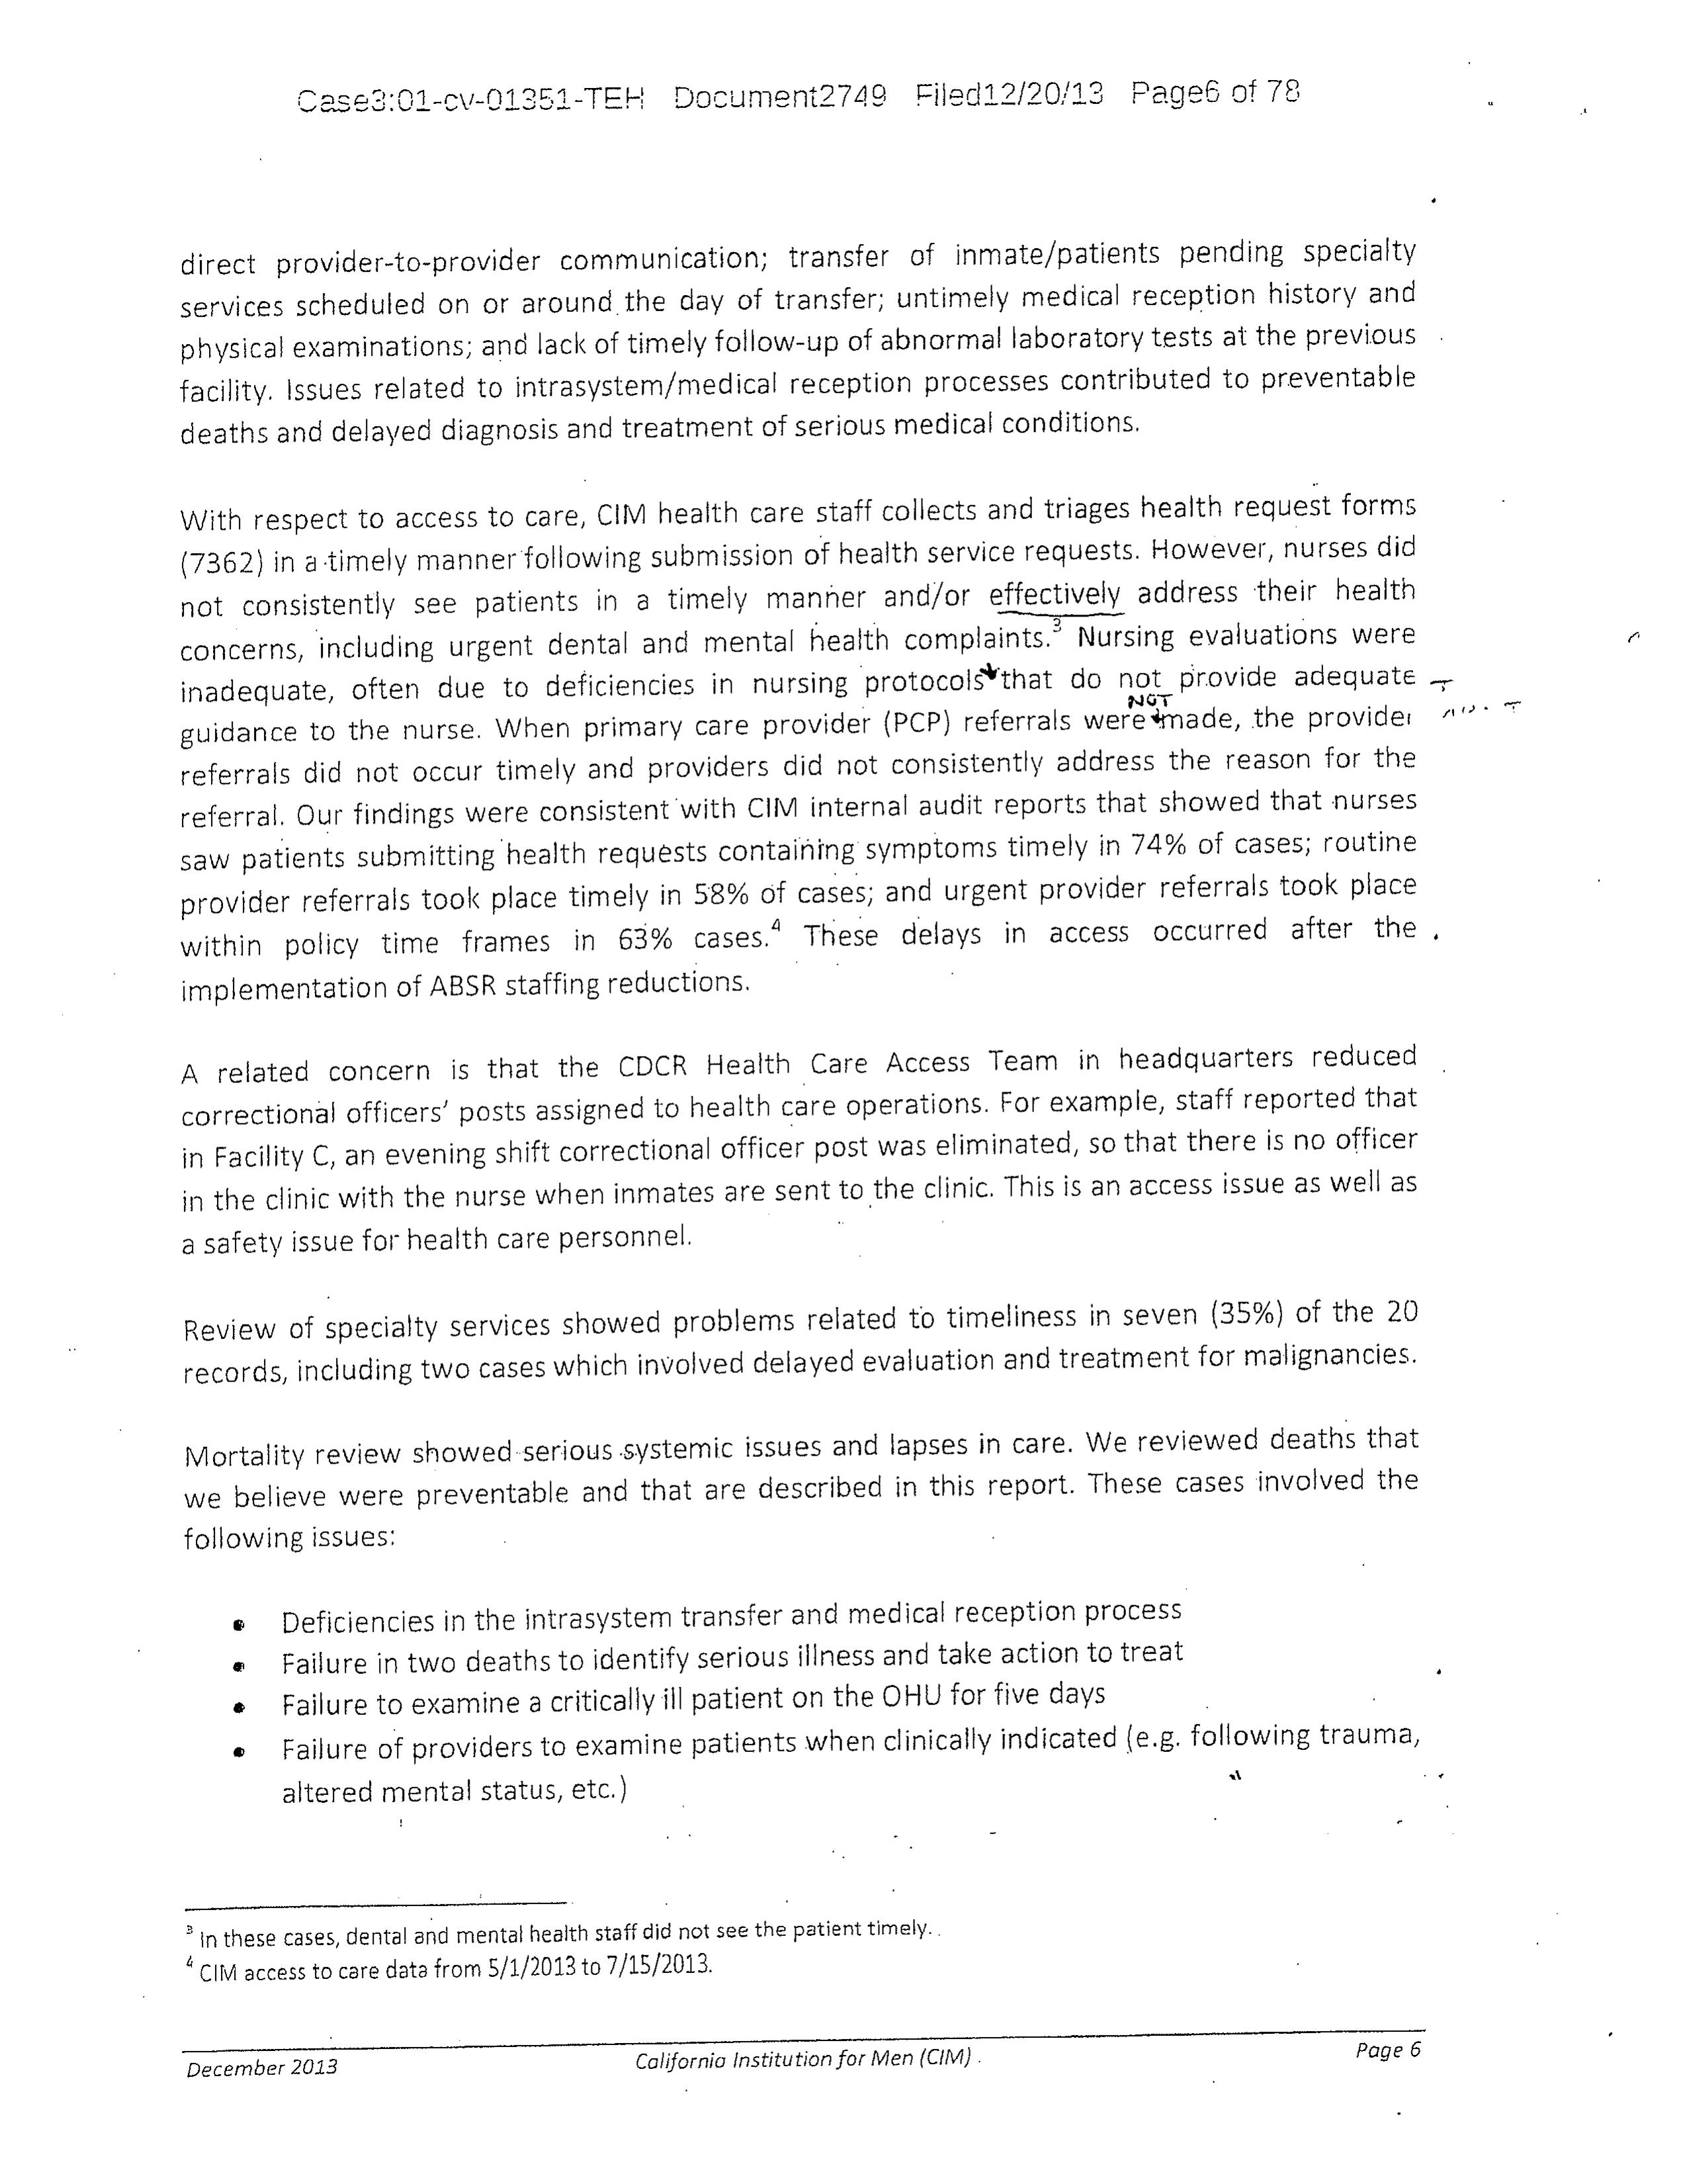 Case3:01-cv-01351-TEH Document2749 Filed12/20/13 Page6 of 78
direct provider-to-provider communication; transfer of inmate/patients pending specialty
services scheduled on or around the day of transfer; untimely medical reception history and
physical examinations; and lack of timely follow-up of abnormal laboratory tests at the previous
facility. Issues related to intrasystem/medical reception processes contributed to preventable
deaths and delayed diagnosis and treatment of serious medical conditions.
With respect to access to care, CIM health care staff collects and triages health request forms
(7362) in a timely manner following submission of health service requests. However, nurses did
not consistently see patients in a timely manner and/or effectively address their health
concerns, including urgent dental and mental health complaints.³ Nursing evaluations were
inadequate, often due to deficiencies in nursing protocols that do not provide adequate
NOT
guidance to the nurse. When primary care provider (PCP) referrals were made, the provider
referrals did not occur timely and providers did not consistently address the reason for the
referral. Our findings were consistent with CIM internal audit reports that showed that nurses
saw patients submitting health requests containing symptoms timely in 74% of cases; routine
provider referrals took place timely in 58% of cases; and urgent provider referrals took place
within policy time frames in 63% cases.⁴ These delays in access occurred after the
implementation of ABSR staffing reductions.
A related concern is that the CDCR Health Care Access Team in headquarters reduced
correctional officers' posts assigned to health care operations. For example, staff reported that
in Facility C, an evening shift correctional officer post was eliminated, so that there is no officer
in the clinic with the nurse when inmates are sent to the clinic. This is an access issue as well as
a safety issue for health care personnel.
Review of specialty services showed problems related to timeliness in seven (35%) of the 20
records, including two cases which involved delayed evaluation and treatment for malignancies.
Mortality review showed serious systemic issues and lapses in care. We reviewed deaths that
we believe were preventable and that are described in this report. These cases involved the
following issues:
• Deficiencies in the intrasystem transfer and medical reception process
• Failure in two deaths to identify serious illness and take action to treat
• Failure to examine a critically ill patient on the OHU for five days
• Failure of providers to examine patients when clinically indicated (e.g. following trauma,
altered mental status, etc.)
³ In these cases, dental and mental health staff did not see the patient timely.
⁴ CIM access to care data from 5/1/2013 to 7/15/2013.
December 2013 California Institution for Men (CIM) Page 6